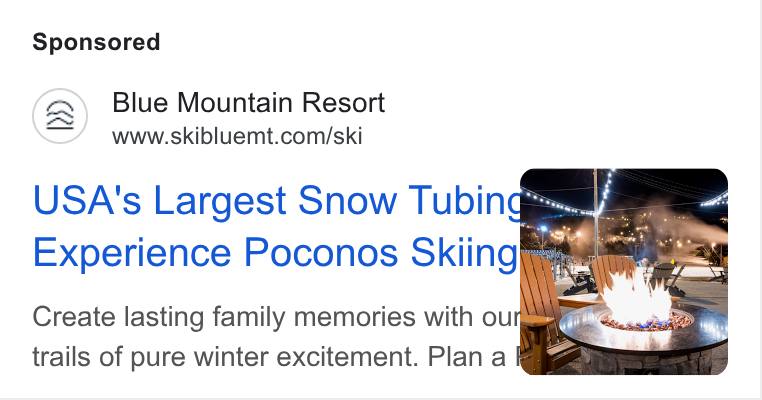 Sponsored
Blue Mountain Resort
www.skibluemt.com/ski
USA's Largest Snow Tubing
Experience Poconos Skiing
Create lasting family memories with our
trails of pure winter excitement. Plan a